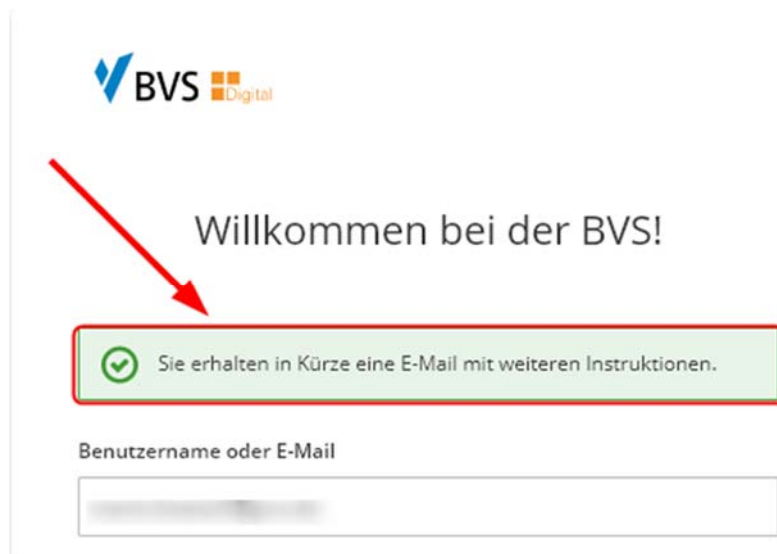 BVS Digital
Willkommen bei der BVS!
Sie erhalten in Kürze eine E-Mail mit weiteren Instruktionen.
Benutzername oder E-Mail